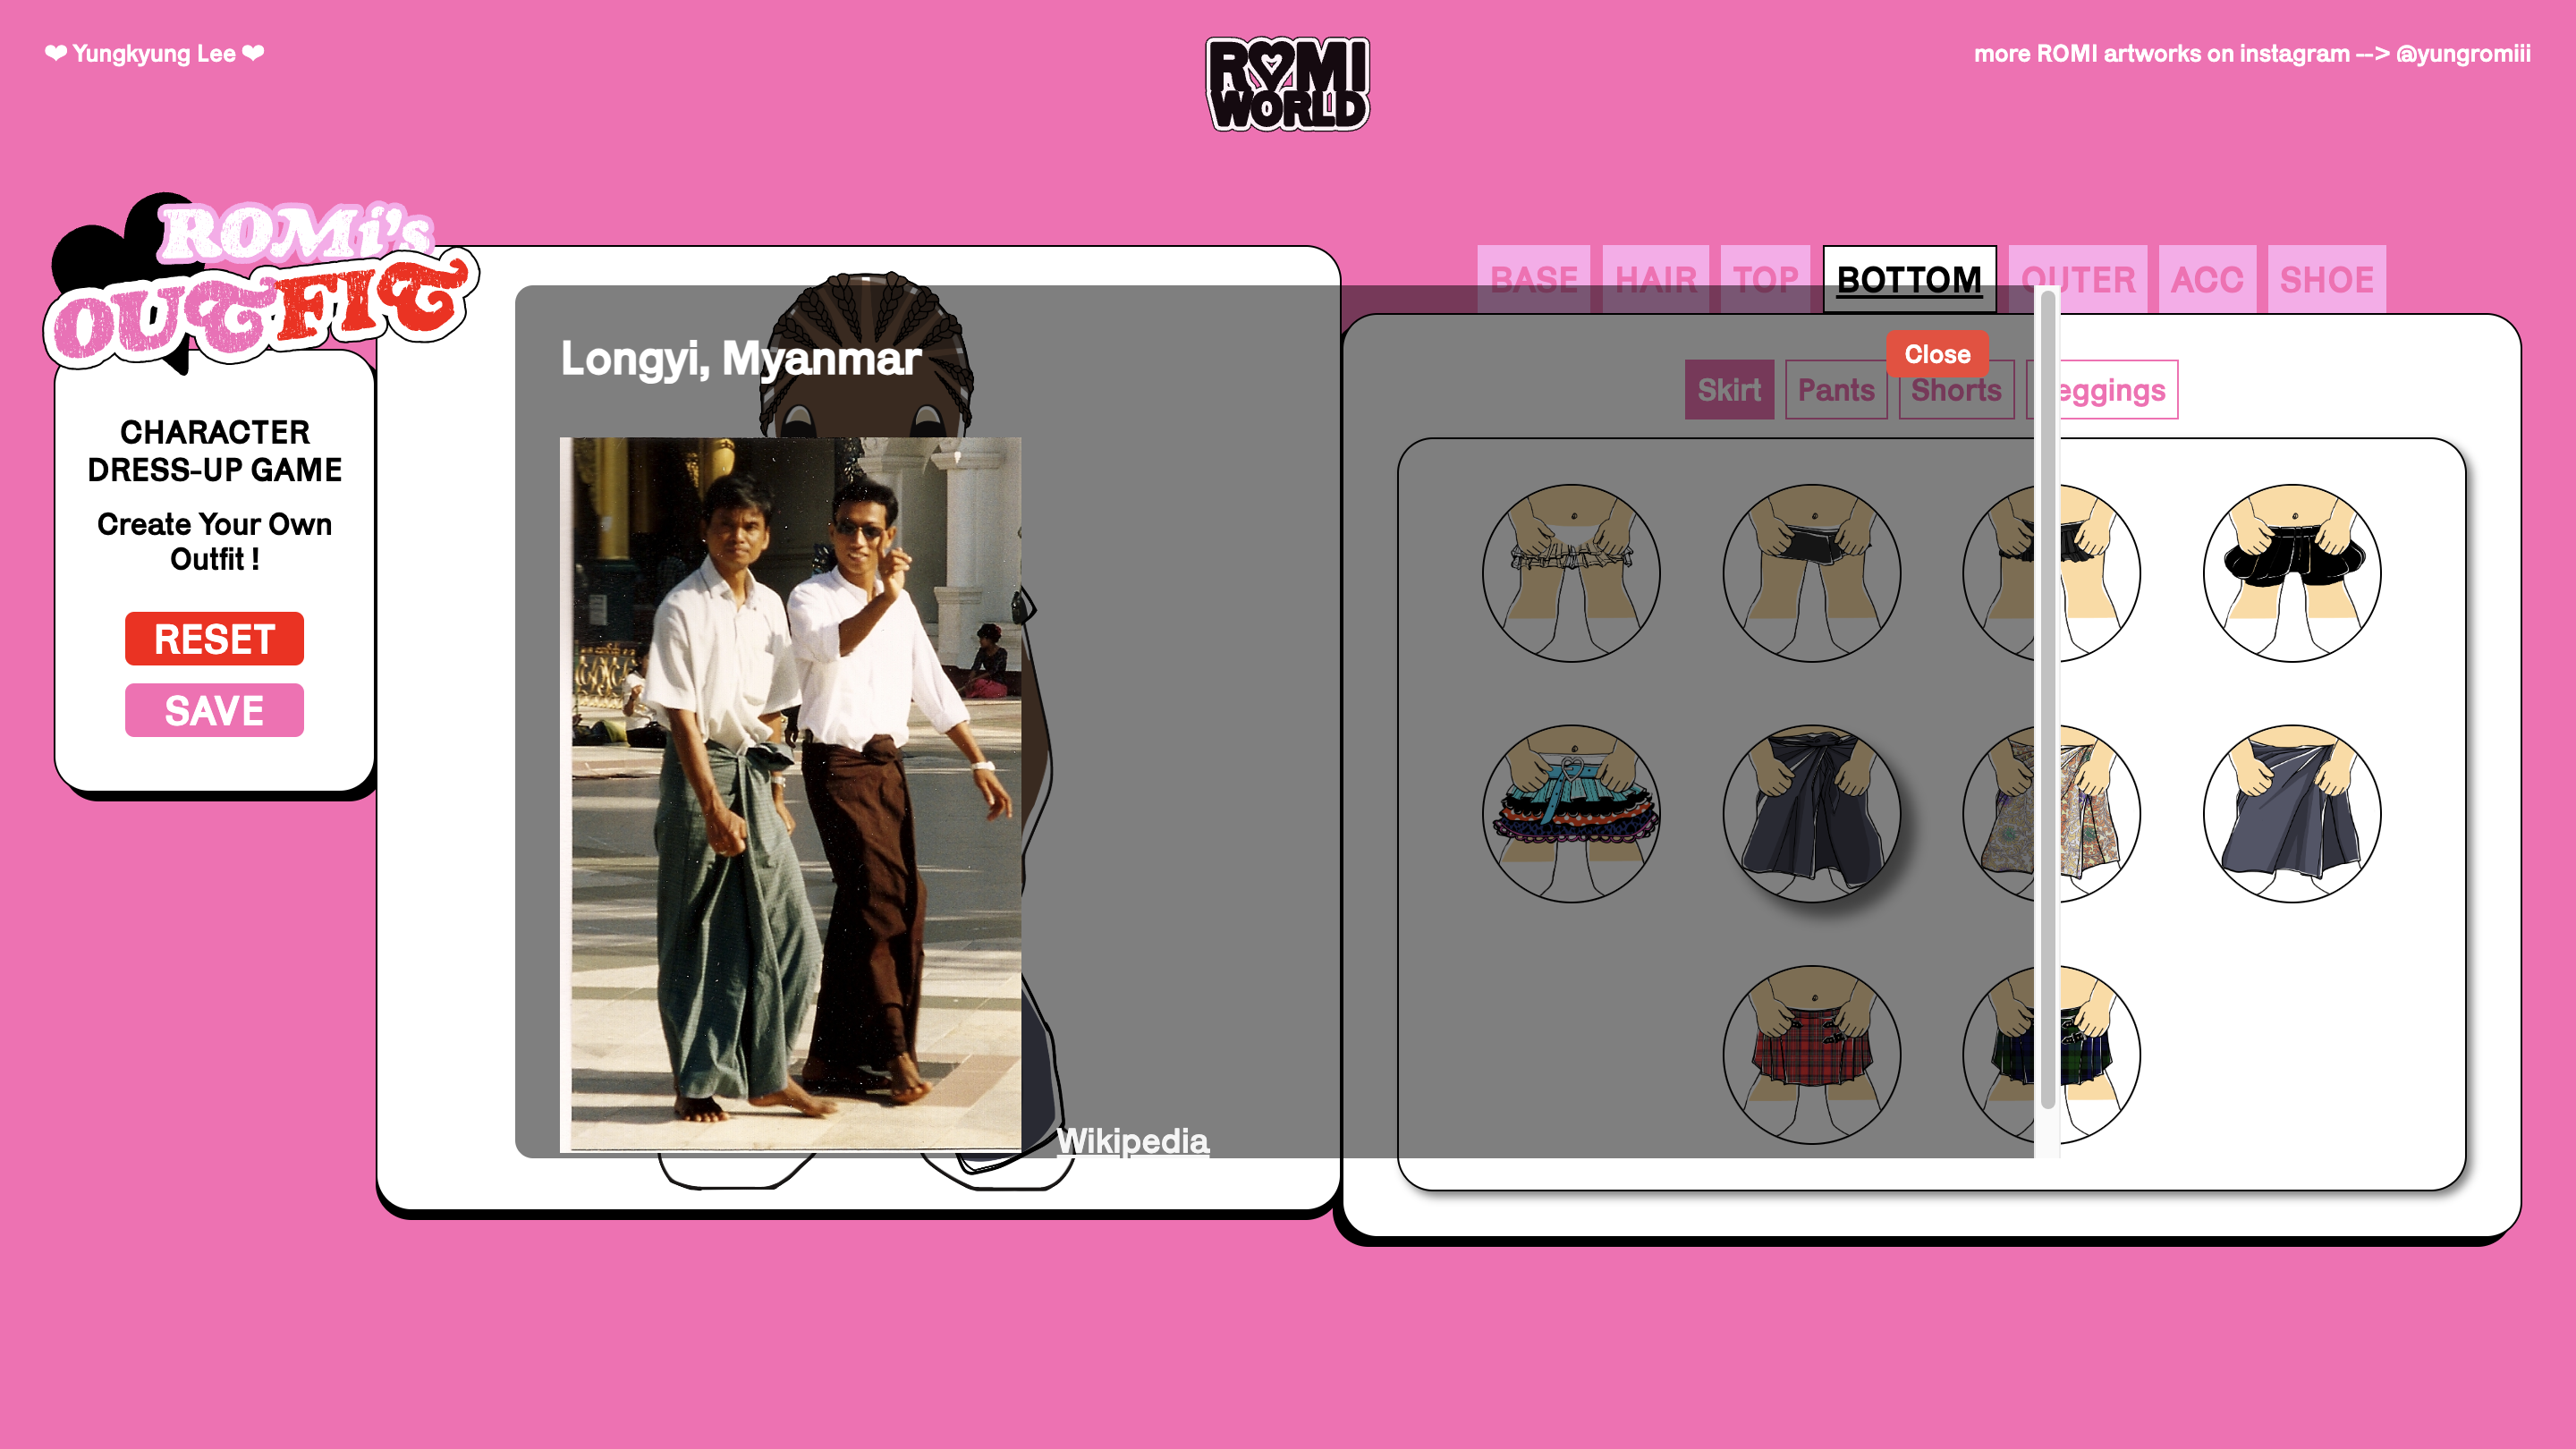 ❤ Yungkyung Lee ❤
ROMI
WORLD
more ROMI artworks on instagram --> @yungromiii
ROMi's
OUTFIT
CHARACTER
DRESS-UP GAME
Create Your Own
Outfit !
RESET
SAVE
Longyi, Myanmar
Wikipedia
BASE HAIR TOP BOTTOM OUTER ACC SHOE
Close
Skirt Pants Shorts eggings